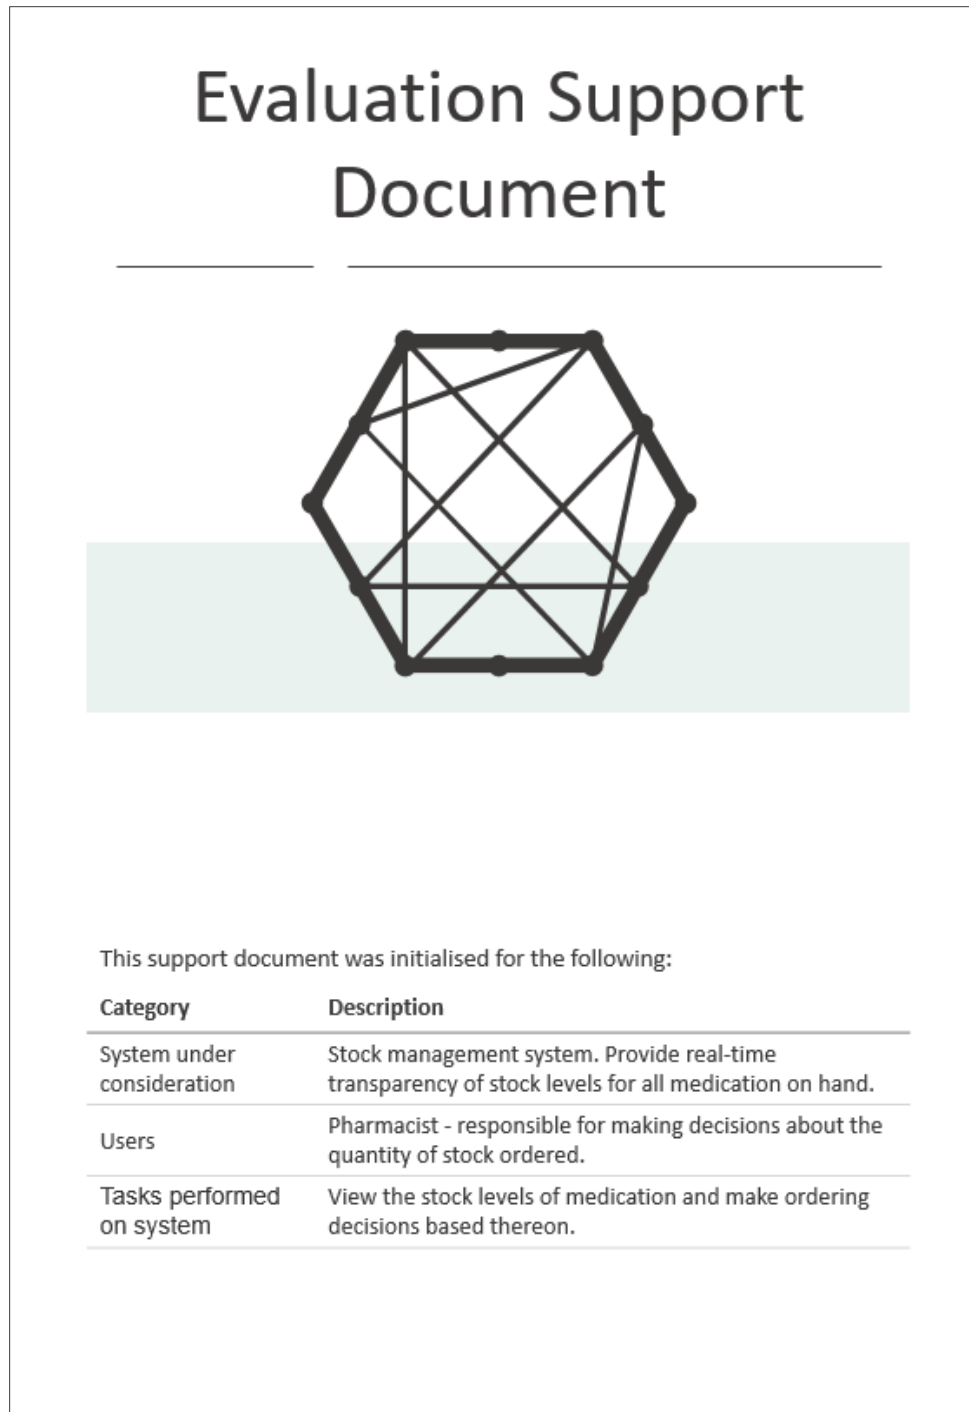 Evaluation Support
Document
This support document was initialised for the following:
Category Description
System under Stock management system. Provide real-time
consideration transparency of stock levels for all medication on hand.
Users Pharmacist - responsible for making decisions about the
quantity of stock ordered.
Tasks performed View the stock levels of medication and make ordering
on system decisions based thereon.